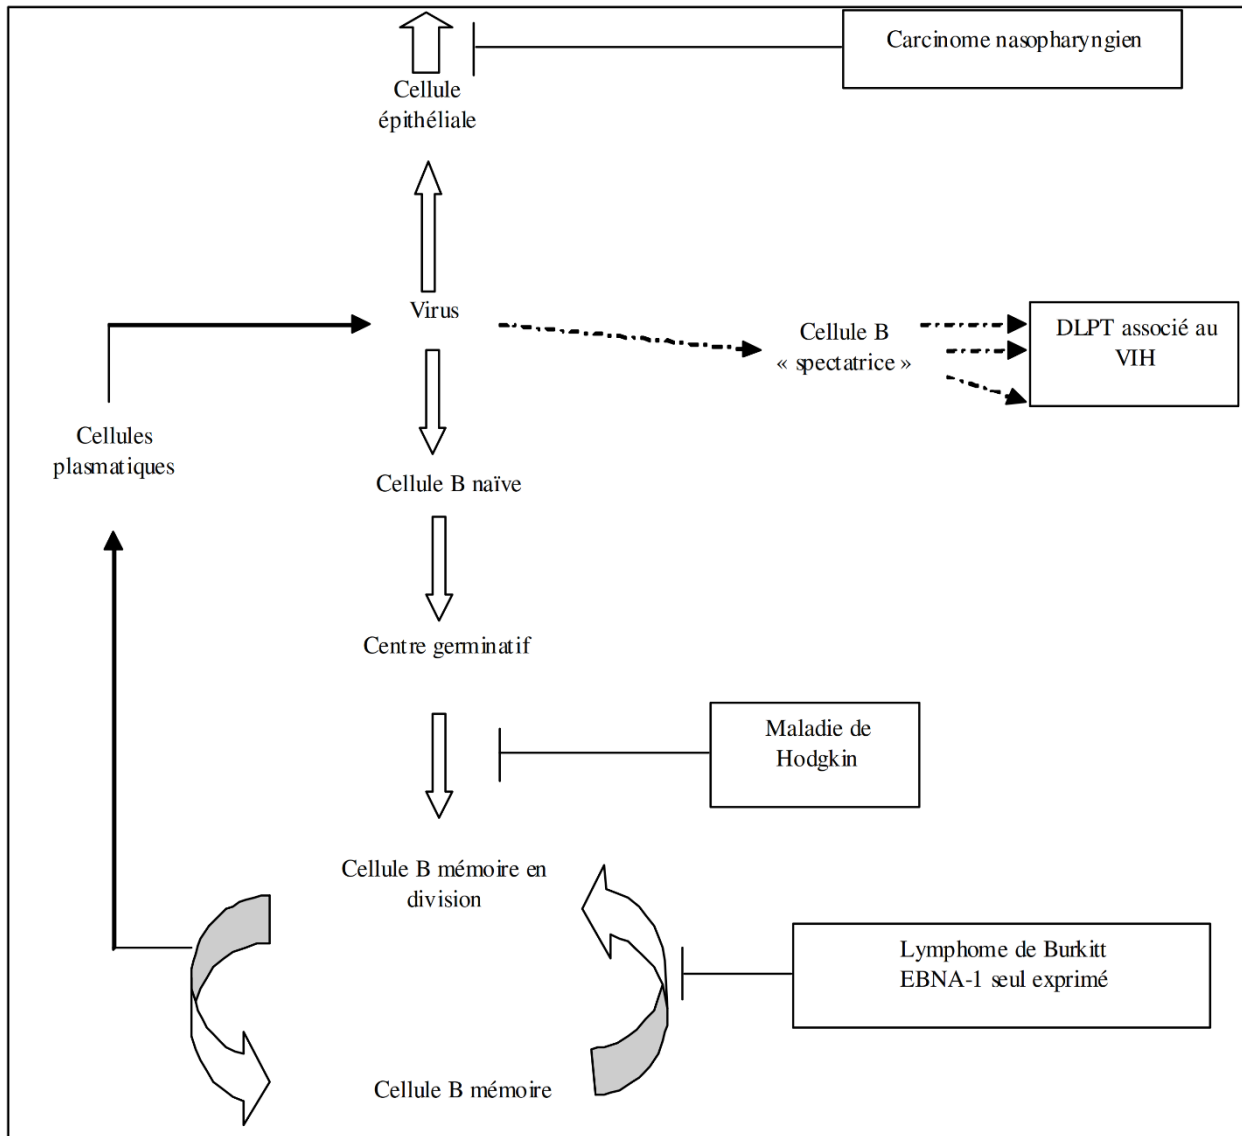 Carcinome nasopharyngien
Cellule
épithéliale
Virus
Cellule B
« spectatrice »
DLPT associé au
VIH
Cellules
plasmatiques
Cellule B naïve
Centre germinatif
Maladie de
Hodgkin
Cellule B mémoire en
division
Lymphome de Burkitt
EBNA-1 seul exprimé
Cellule B mémoire